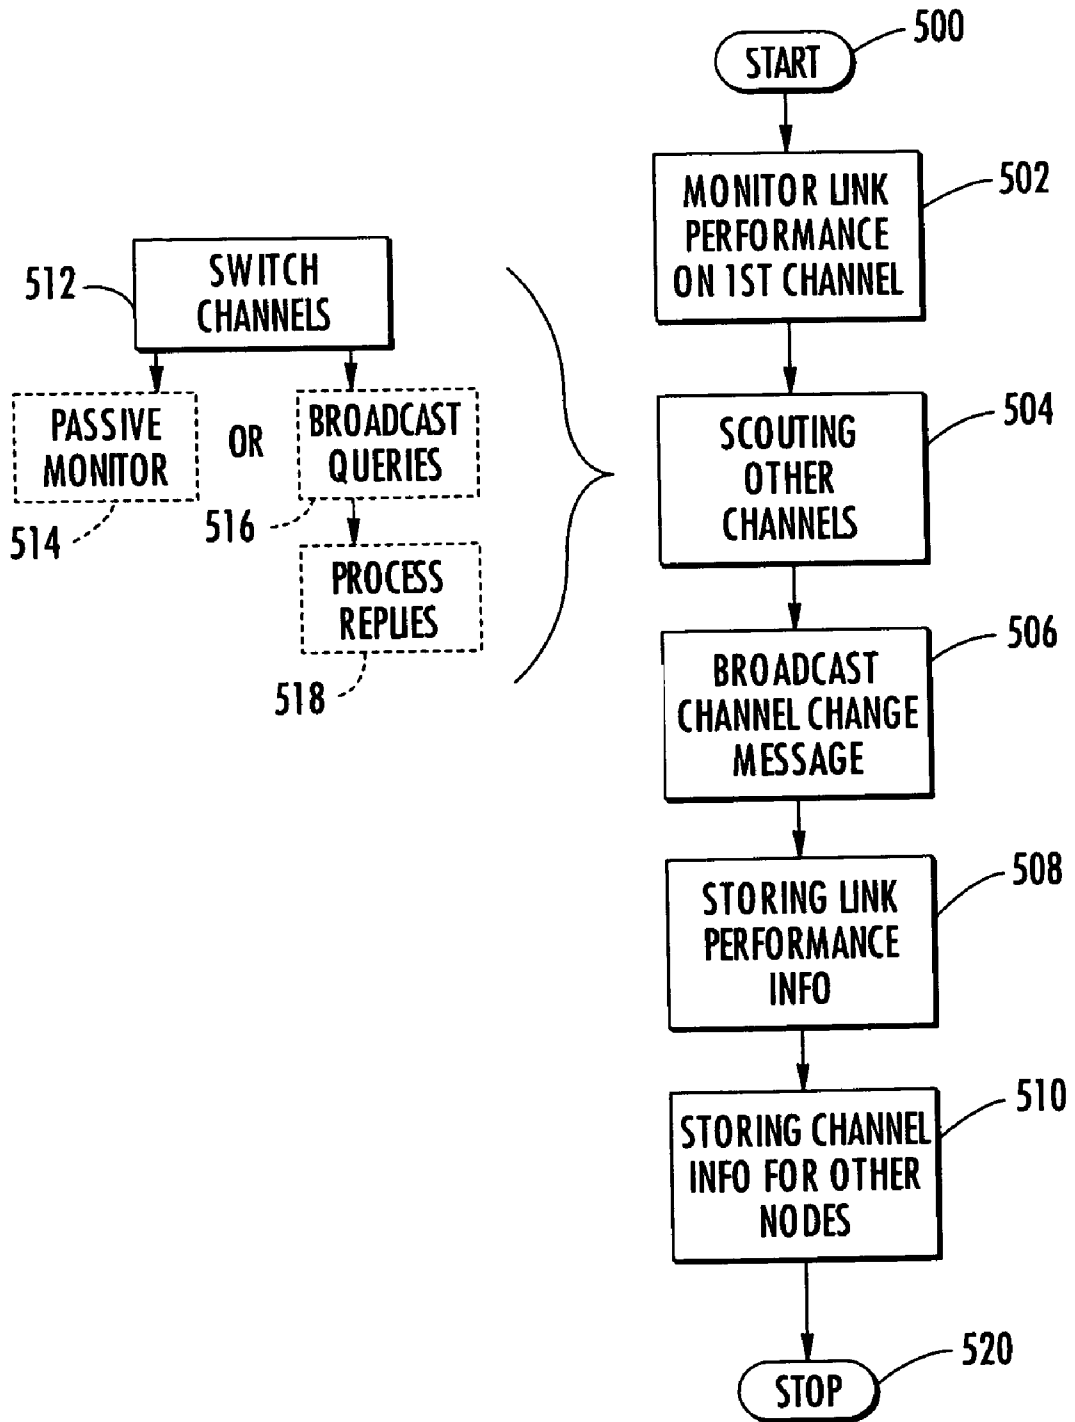 500
START
502
MONITOR LINK
PERFORMANCE
ON 1ST CHANNEL
512
SWITCH
CHANNELS
504
SCOUTING
OTHER
CHANNELS
PASSIVE
MONITOR
OR
BROADCAST
QUERIES
514
516
PROCESS
REPLIES
518
506
BROADCAST
CHANNEL CHANGE
MESSAGE
508
STORING LINK
PERFORMANCE
INFO
510
STORING CHANNEL
INFO FOR OTHER
NODES
520
STOP